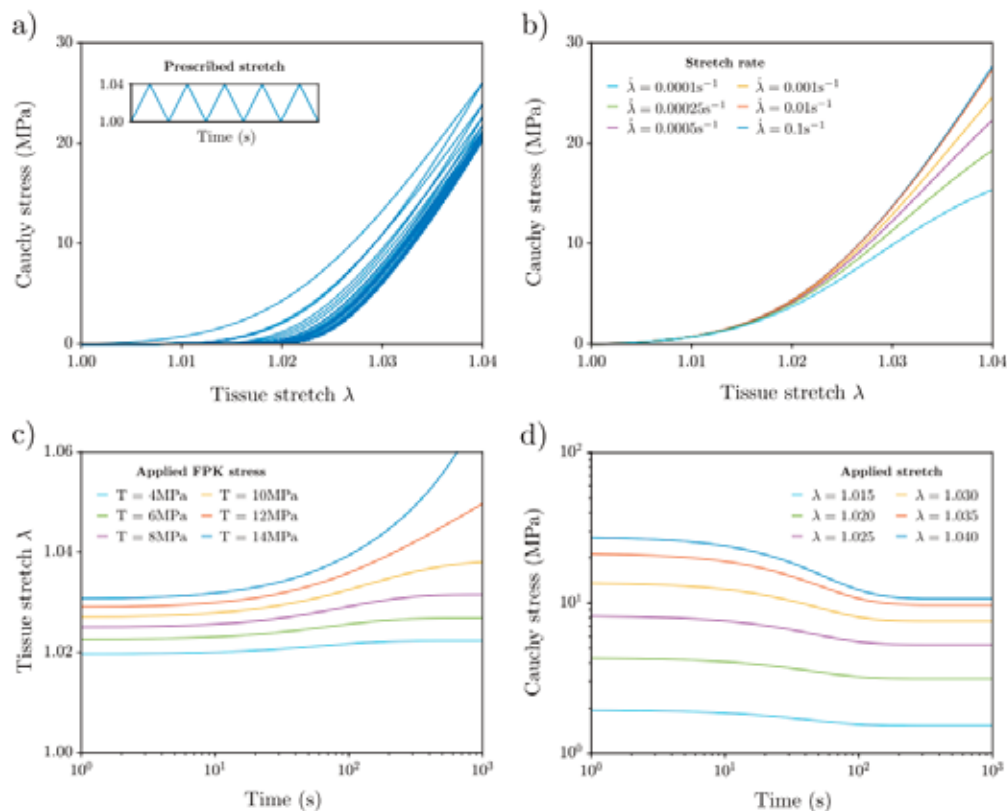 a)
30
20
10
0
Cauchy stress (MPa)
Prescribed stretch
1.04
1.00
Time (s)
1.00 1.01 1.02 1.03 1.04
Tissue stretch λ
b)
30
20
10
0
Cauchy stress (MPa)
Stretch rate
λ̇ = 0.0001s⁻¹ λ̇ = 0.001s⁻¹
λ̇ = 0.00025s⁻¹ λ̇ = 0.01s⁻¹
λ̇ = 0.0005s⁻¹ λ̇ = 0.1s⁻¹
1.00 1.01 1.02 1.03 1.04
Tissue stretch λ
c)
1.06
1.04
1.02
1.00
Tissue stretch λ
Applied FPK stress
T = 4MPa T = 10MPa
T = 6MPa T = 12MPa
T = 8MPa T = 14MPa
10⁰ 10¹ 10² 10³
Time (s)
d)
10²
10¹
10⁰
Cauchy stress (MPa)
Applied stretch
λ = 1.015 λ = 1.030
λ = 1.020 λ = 1.035
λ = 1.025 λ = 1.040
10⁰ 10¹ 10² 10³
Time (s)